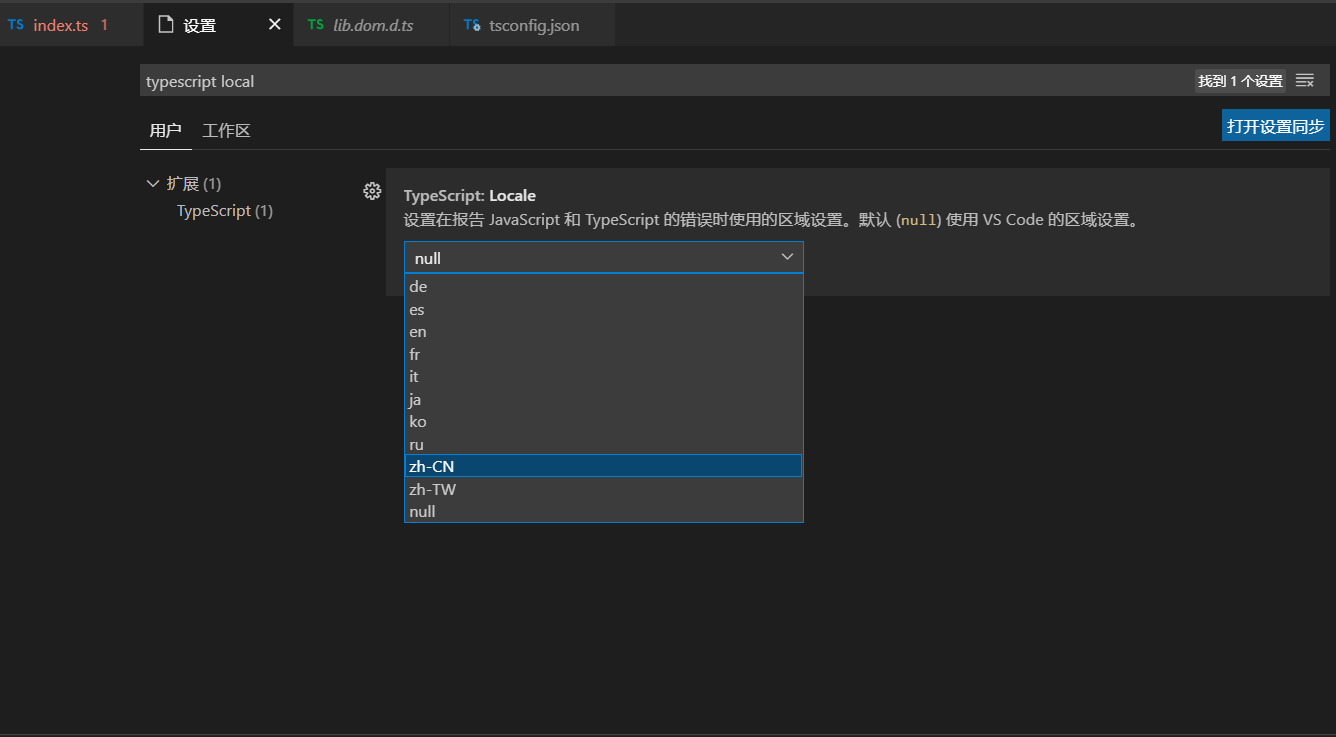 TS index.ts 1 设置 TS lib.dom.d.ts TS tsconfig.json
typescript local 找到 1 个设置
用户 工作区 打开设置同步
扩展 (1)
TypeScript (1)
TypeScript: Locale
设置在报告 JavaScript 和 TypeScript 的错误时使用的区域设置。默认 (null) 使用 VS Code 的区域设置。
null
de
es
en
fr
it
ja
ko
ru
zh-CN
zh-TW
null